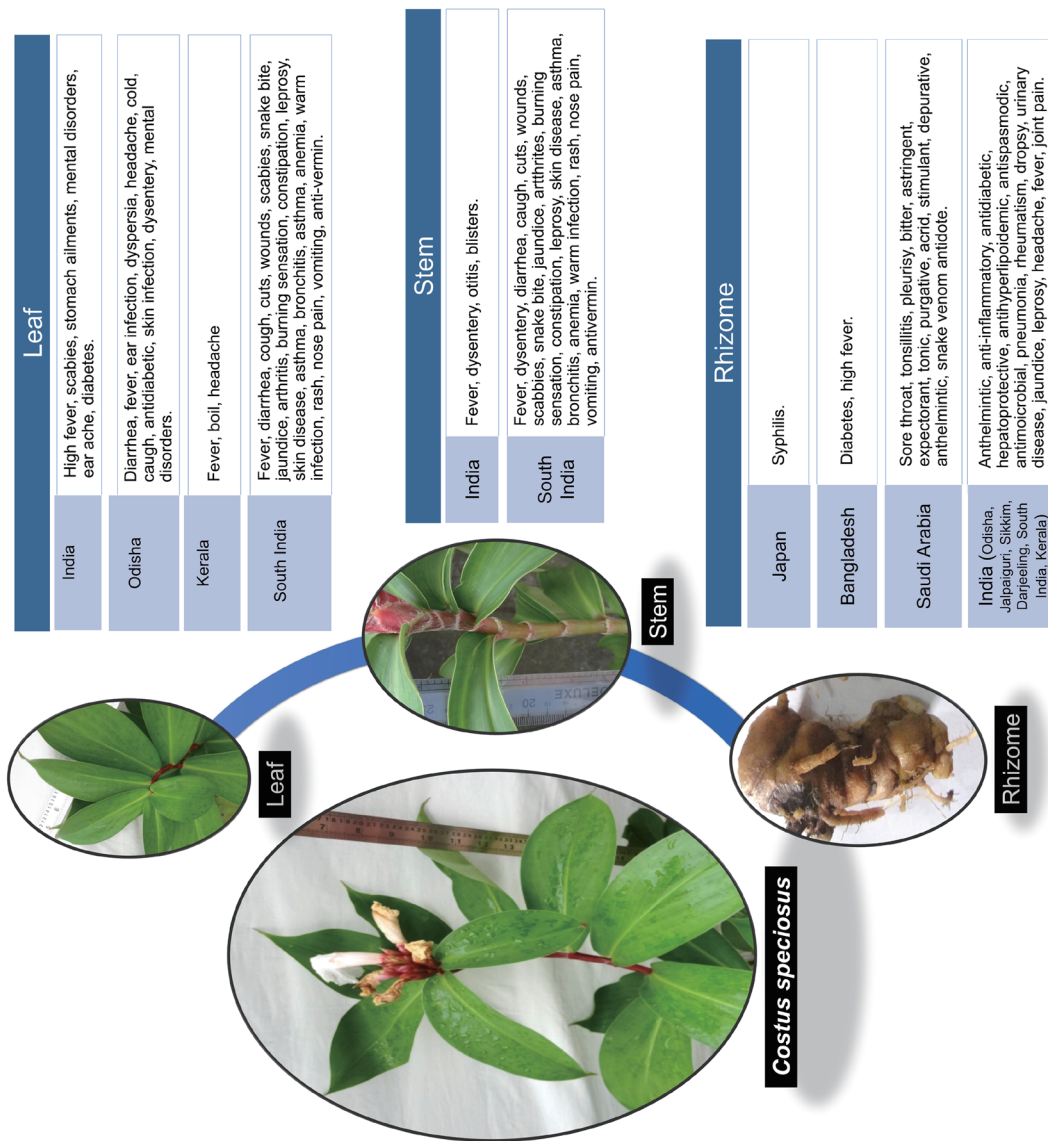 Leaf
India
High fever, scabies, stomach ailments, mental disorders,
ear ache, diabetes.
Odisha
Diarrhea, fever, ear infection, dyspersia, headache, cold,
caugh, antidiabetic, skin infection, dysentery, mental
disorders.
Kerala
Fever, boil, headache
South India
Fever, diarrhea, cough, cuts, wounds, scabies, snake bite,
jaundice, arthritis, burning sensation, constipation, leprosy,
skin disease, asthma, bronchitis, asthma, anemia, warm
infection, rash, nose pain, vomiting, anti-vermin.
Stem
India
Fever, dysentery, otitis, blisters.
South
India
Fever, dysentery, diarrhea, caugh, cuts, wounds,
scabbies, snake bite, jaundice, artthrites, burning
sensation, constipation, leprosy, skin disease, asthma,
bronchitis, anemia, warm infection, rash, nose pain,
vomiting, antivermin.
Rhizome
Japan
Syphilis.
Bangladesh
Diabetes, high fever.
Saudi Arabia
Sore throat, tonsillitis, pleurisy, bitter, astringent,
expectorant, tonic, purgative, acrid, stimulant, depurative,
anthelmintic, snake venom antidote.
India (Odisha,
Jalpaiguri, Sikkim,
Darjeeling, South
India, Kerala)
Anthelmintic, anti-inflammatory, antidiabetic,
hepatoprotective, antihyperlipoidemic, antispasmodic,
antimicrobial, pneumonia, rheumatism, dropsy, urinary
disease, jaundice, leprosy, headache, fever, joint pain.
Leaf
Stem
DELUXE
20
Rhizome
Costus speciosus